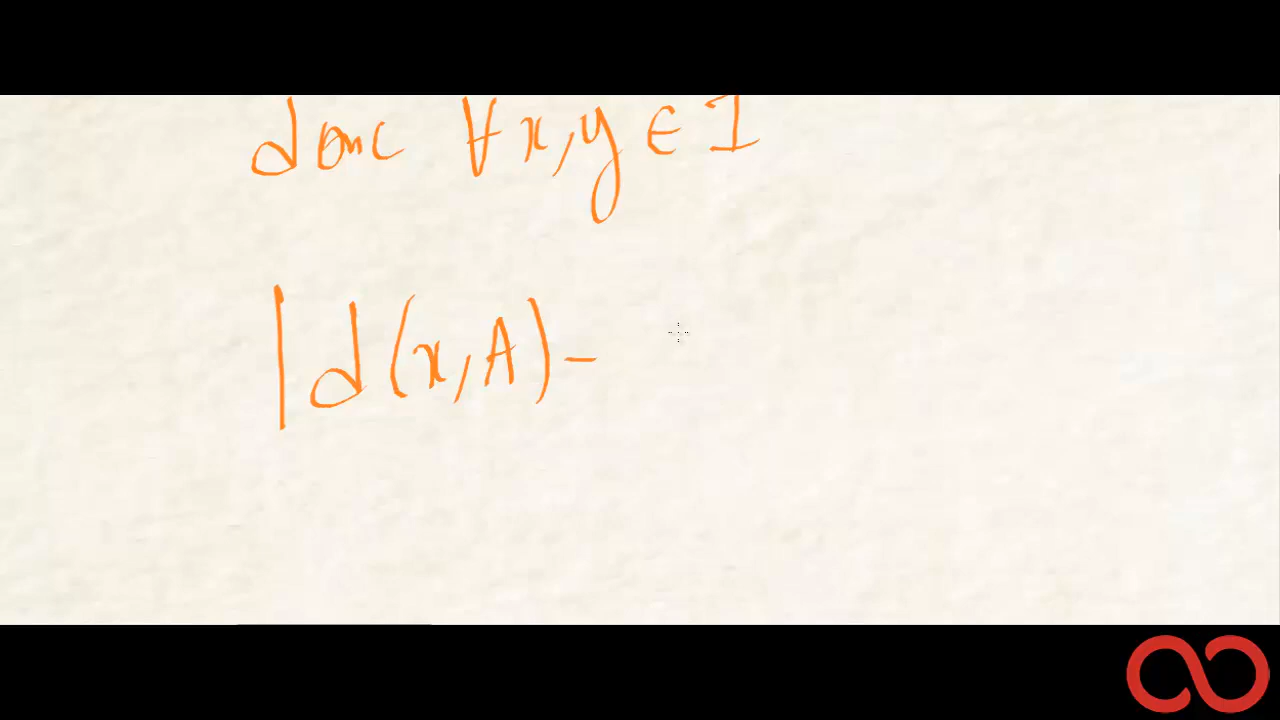 donc ∀x,y ∈ I
|d(x,A)-